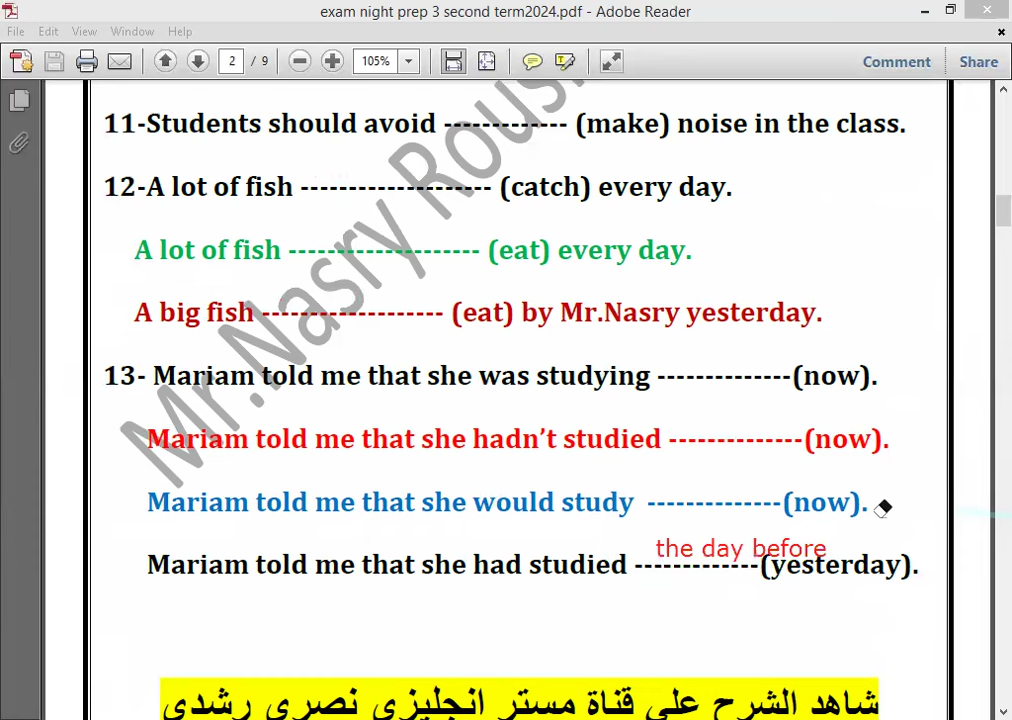 exam night prep 3 second term2024.pdf - Adobe Reader
File Edit View Window Help
2 / 9 105% Comment Share
11-Students should avoid ------------- (make) noise in the class.
12-A lot of fish -------------------- (catch) every day.
A lot of fish -------------------- (eat) every day.
A big fish ------------------- (eat) by Mr.Nasry yesterday.
13- Mariam told me that she was studying --------------(now).
Mariam told me that she hadn't studied --------------(now).
Mariam told me that she would study --------------(now).
the day before
Mariam told me that she had studied -------------(yesterday).
شاهد الشرح على قناة مستر انجليزى نصرى رشدى
Mr.Nasry